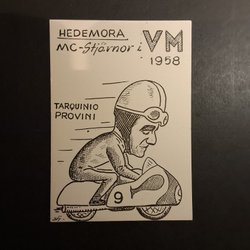 HEDEMORA
MC-Stjärnor i VM
1958
TARQUINIO
PROVINI
9